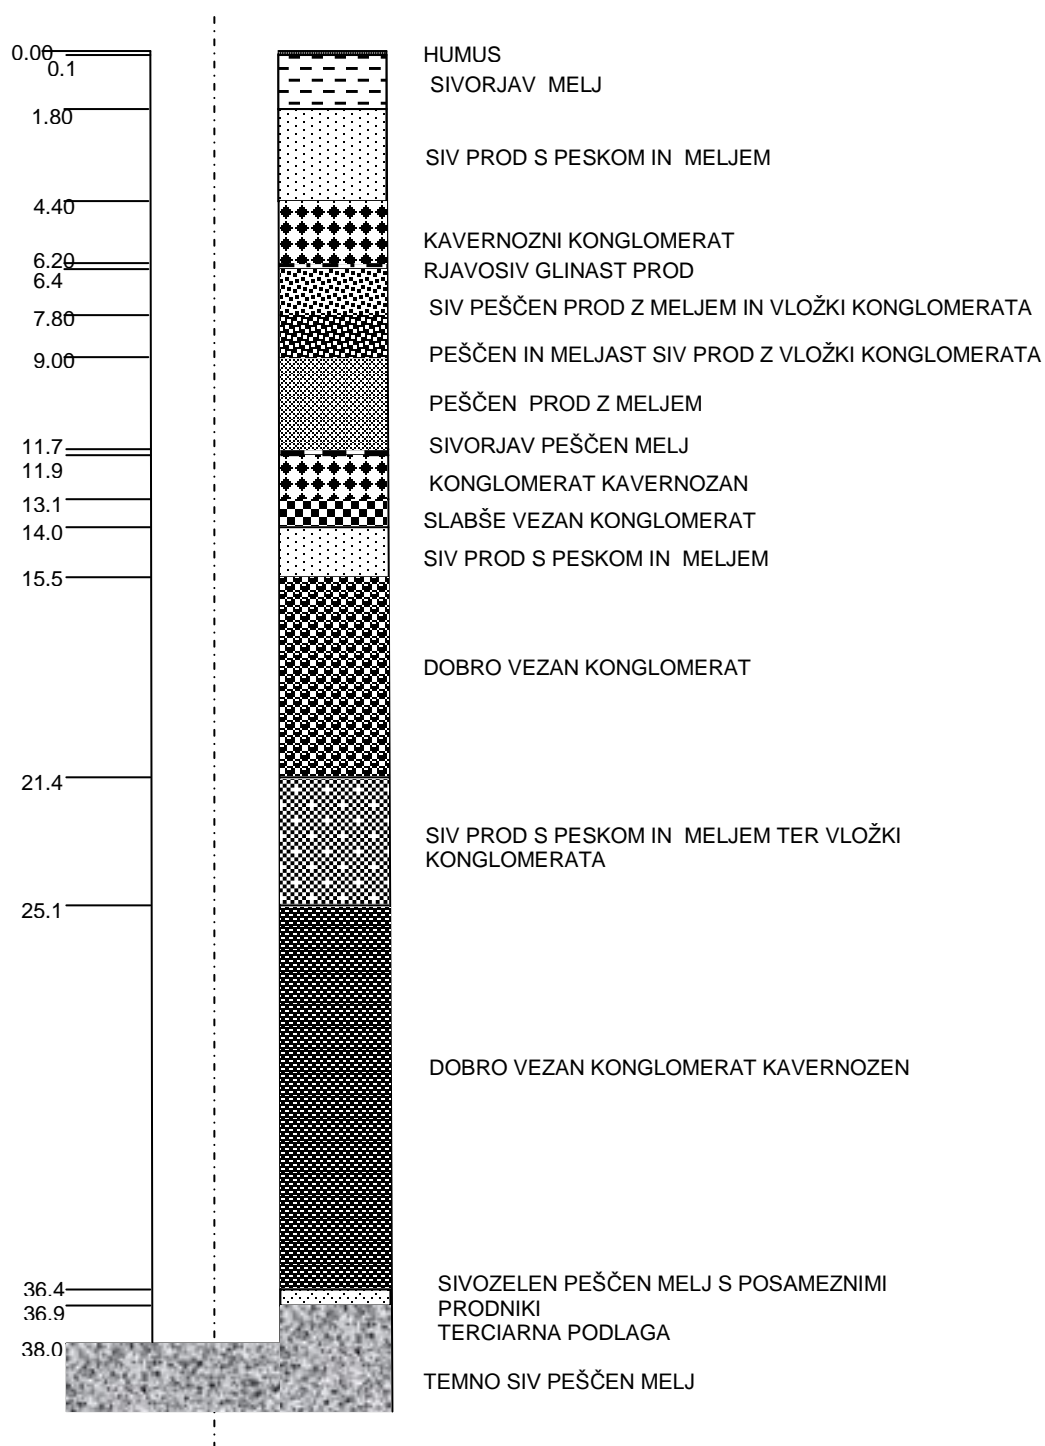 0.00
HUMUS
0.1
SIVORJAV MELJ
1.80
SIV PROD S PESKOM IN MELJEM
4.40
KAVERNOZNI KONGLOMERAT
6.20
RJAVOSIV GLINAST PROD
6.4
SIV PEŠČEN PROD Z MELJEM IN VLOŽKI KONGLOMERATA
7.80
PEŠČEN IN MELJAST SIV PROD Z VLOŽKI KONGLOMERATA
9.00
PEŠČEN PROD Z MELJEM
11.7
SIVORJAV PEŠČEN MELJ
11.9
KONGLOMERAT KAVERNOZAN
13.1
SLABŠE VEZAN KONGLOMERAT
14.0
SIV PROD S PESKOM IN MELJEM
15.5
DOBRO VEZAN KONGLOMERAT
21.4
SIV PROD S PESKOM IN MELJEM TER VLOŽKI
KONGLOMERATA
25.1
DOBRO VEZAN KONGLOMERAT KAVERNOZEN
36.4
SIVOZELEN PEŠČEN MELJ S POSAMEZNIMI
PRODNIKI
36.9
TERCIARNA PODLAGA
38.0
TEMNO SIV PEŠČEN MELJ